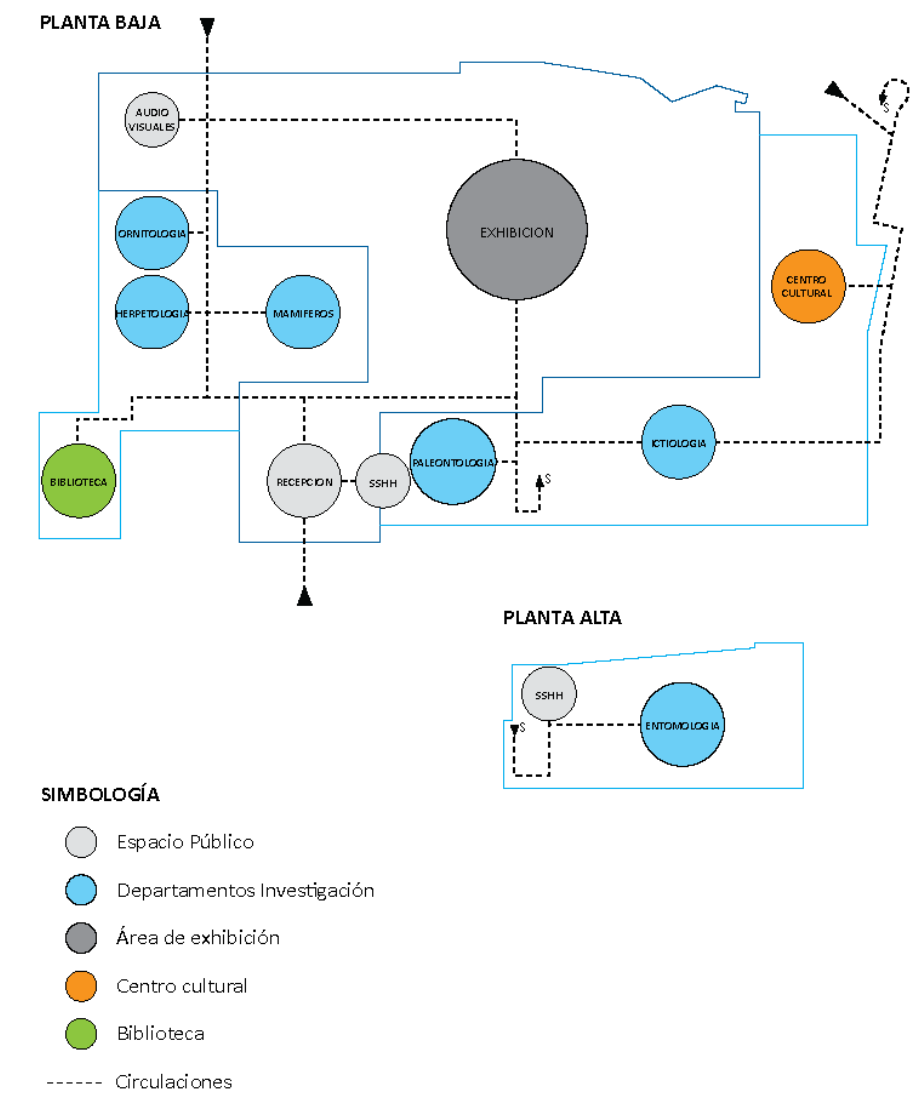 PLANTA BAJA
AUDIO
VISUALES
S
ORNITOLOGIA
EXHIBICION
HERPETOLOGIA
MAMIFEROS
CENTRO
CULTURAL
BIBLIOTECA
RECEPCION
SSHH
PALEONTOLOGIA
ICTIOLOGIA
S
PLANTA ALTA
SSHH
S
ENTOMOLOGIA
SIMBOLOGÍA
Espacio Público
Departamentos Investigación
Área de exhibición
Centro cultural
Biblioteca
Circulaciones